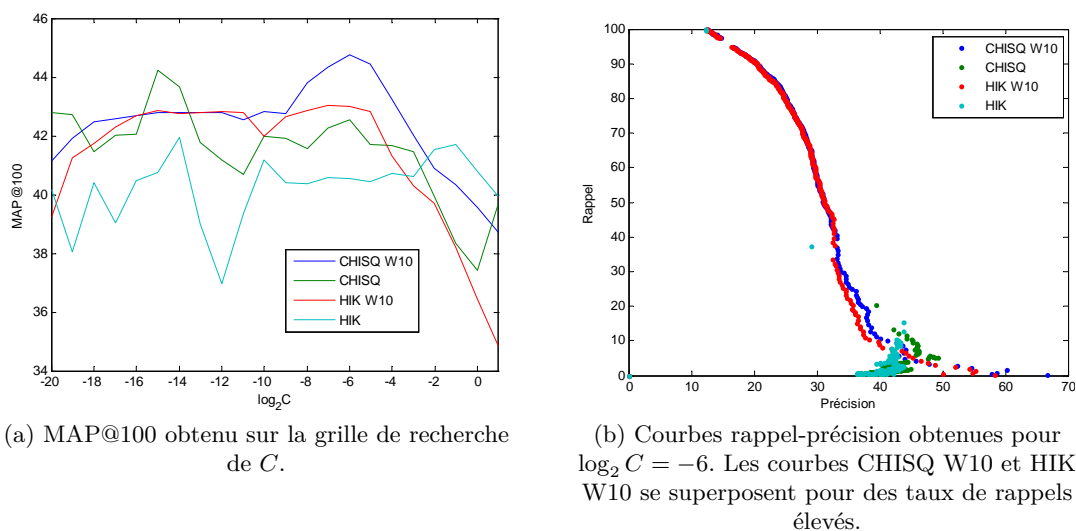 46
44
42
40
38
36
34
MAP @100
-20
-18
-16
-14
-12
-10
-8
-6
-4
-2
0
log₂C
CHISQ W10
CHISQ
HIK W10
HIK
(a) MAP@100 obtenu sur la grille de recherche
de C.
100
90
80
70
60
50
40
30
20
10
0
Rappel
0
10
20
30
40
50
60
70
Précision
CHISQ W10
CHISQ
HIK W10
HIK
(b) Courbes rappel-précision obtenues pour
log₂ C = −6. Les courbes CHISQ W10 et HIK
W10 se superposent pour des taux de rappels
élevés.